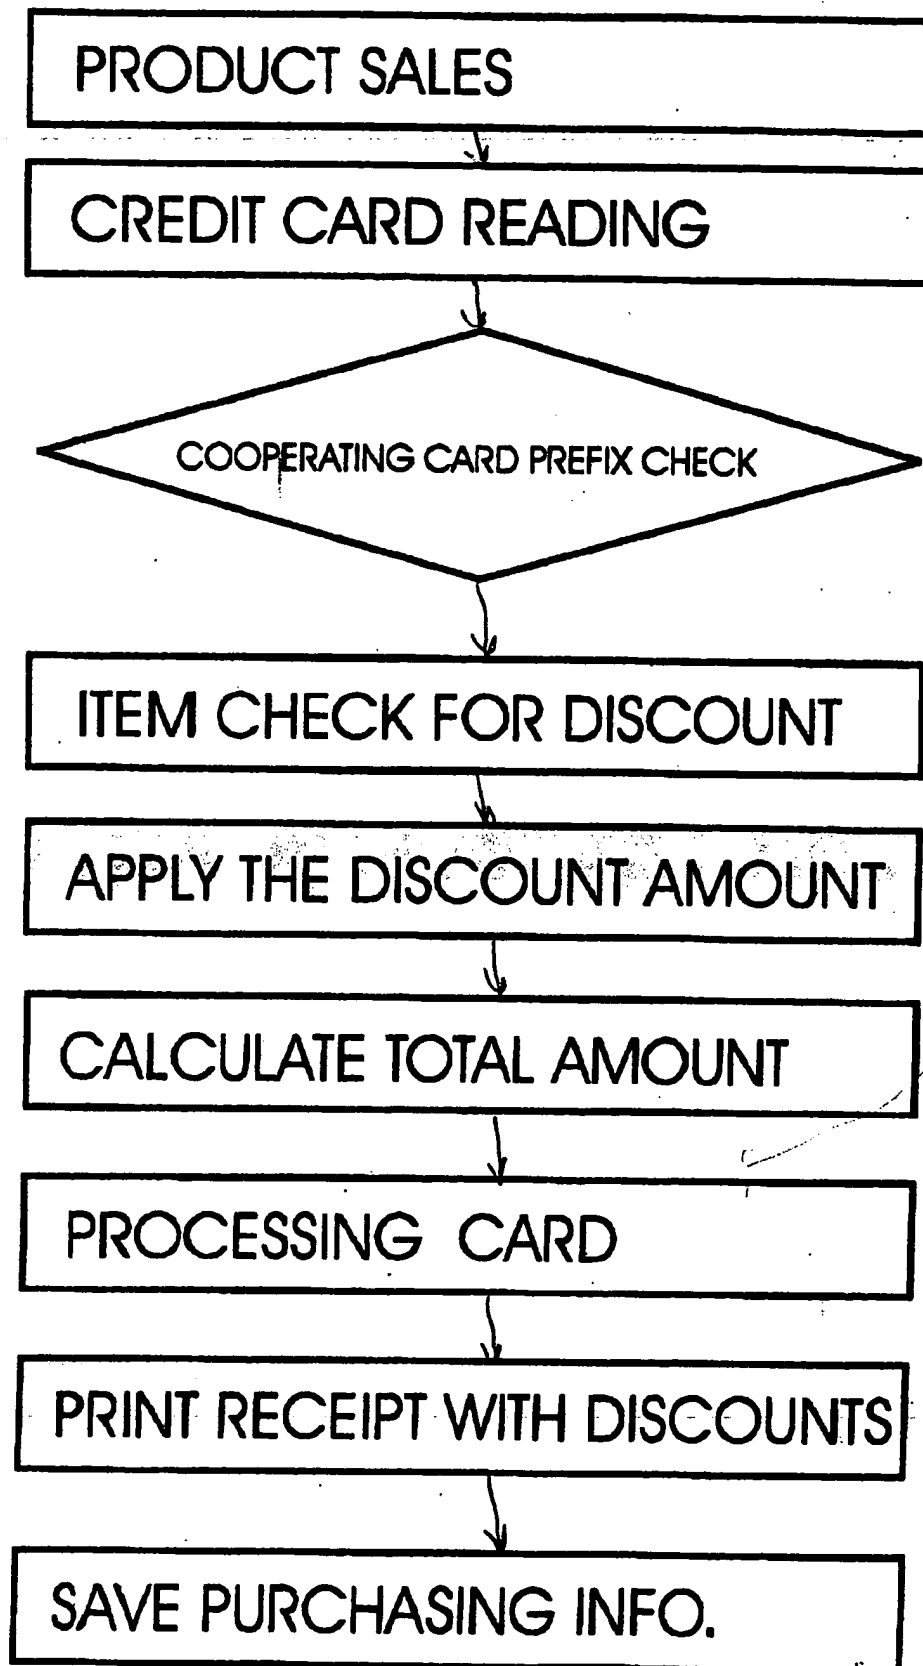 PRODUCT SALES
CREDIT CARD READING
COOPERATING CARD PREFIX CHECK
ITEM CHECK FOR DISCOUNT
APPLY THE DISCOUNT AMOUNT
CALCULATE TOTAL AMOUNT
PROCESSING CARD
PRINT RECEIPT WITH DISCOUNTS
SAVE PURCHASING INFO.